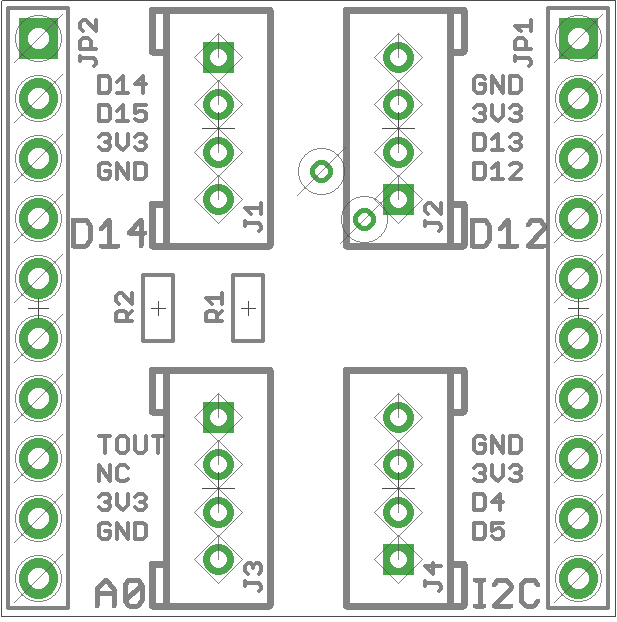 JP2
D14
D15
3V3
GND
D14
J1
J2
GND
3V3
D13
D12
D12
JP1
R2
R1
TOUT
NC
3V3
GND
A0
J3
J4
GND
3V3
D4
D5
I2C